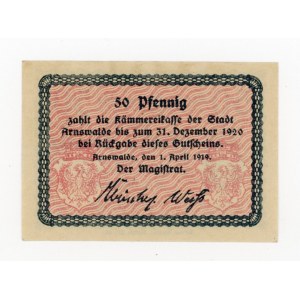 50 Pfennig
zahlt die Kämmereikasse der Stadt
Arnswalde bis zum 31. Dezember 1920
bei Rückgabe dieses Gutscheins.
Arnswalde, den 1. April 1919.
Der Magistrat.